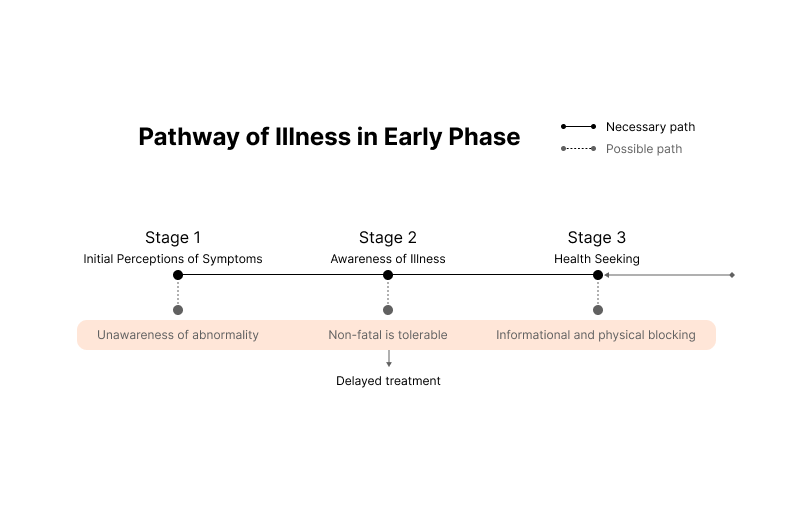 Pathway of Illness in Early Phase
Necessary path
Possible path
Stage 1
Initial Perceptions of Symptoms
Stage 2
Awareness of Illness
Stage 3
Health Seeking
Unawareness of abnormality
Non-fatal is tolerable
Informational and physical blocking
Delayed treatment